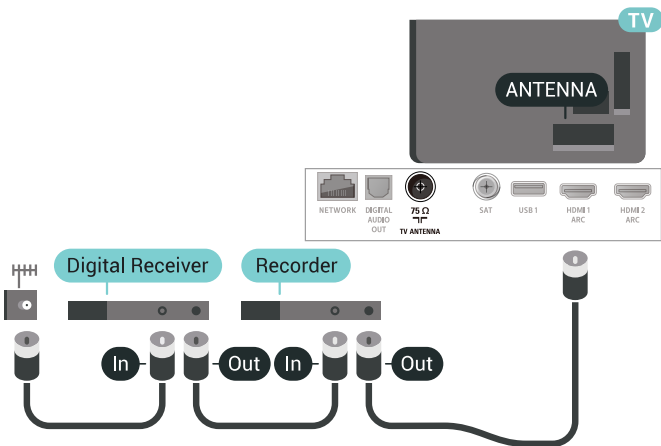 TV
ANTENNA
NETWORK
DIGITAL
AUDIO
OUT
75 Ω
TV ANTENNA
SAT
USB 1
HDMI 1
ARC
HDMI 2
ARC
Digital Receiver
Recorder
In
Out
In
Out